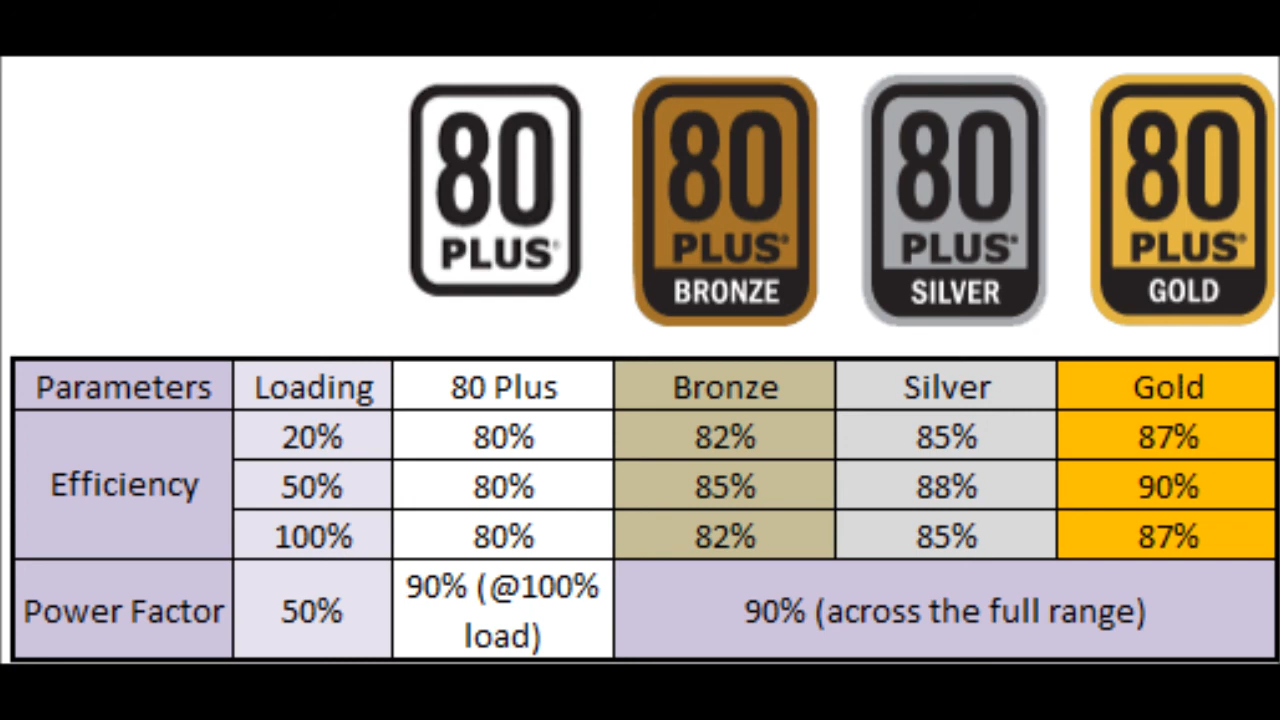 80 80 80 80
PLUS® PLUS® PLUS® PLUS®
BRONZE SILVER GOLD
Parameters Loading 80 Plus Bronze Silver Gold
20% 80% 82% 85% 87%
Efficiency 50% 80% 85% 88% 90%
100% 80% 82% 85% 87%
Power Factor 50% 90% (@100% load) 90% (across the full range)